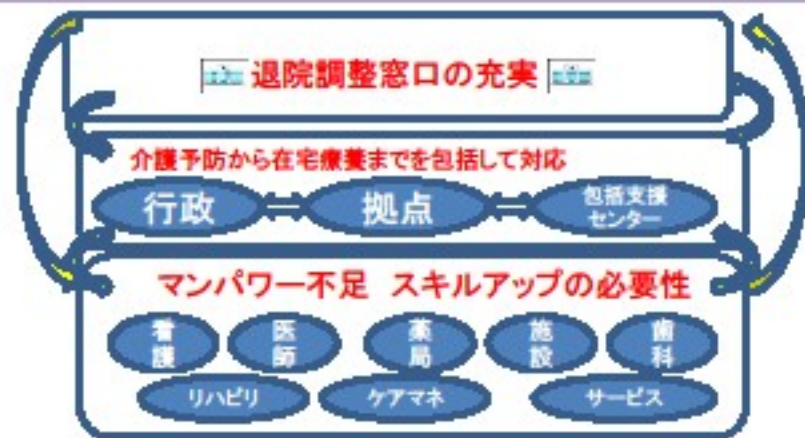 退院調整窓口の充実
介護予防から在宅療養までを包括して対応
行政
拠点
包括支援
センター
マンパワー不足 スキルアップの必要性
看護
医師
薬局
施設
歯科
リハビリ
ケアマネ
サービス